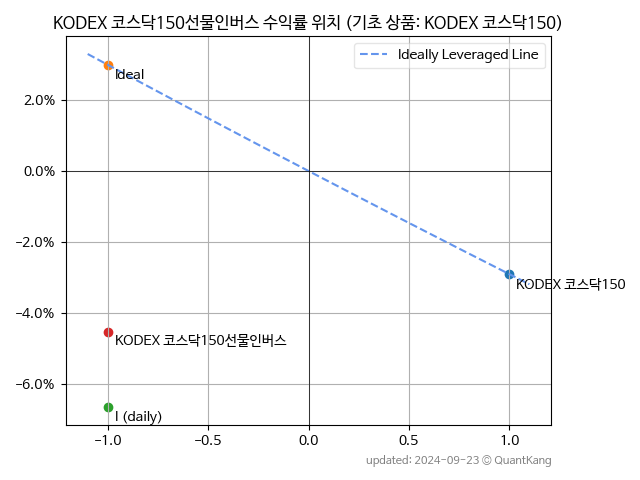 KODEX 코스닥150선물인버스 수익률 위치 (기초 상품: KODEX 코스닥150)
Ideally Leveraged Line
Ideal
2.0%
0.0%
−2.0%
KODEX 코스닥150
−4.0%
KODEX 코스닥150선물인버스
−6.0%
I (daily)
−1.0 −0.5 0.0 0.5 1.0
updated: 2024-09-23 © QuantKang